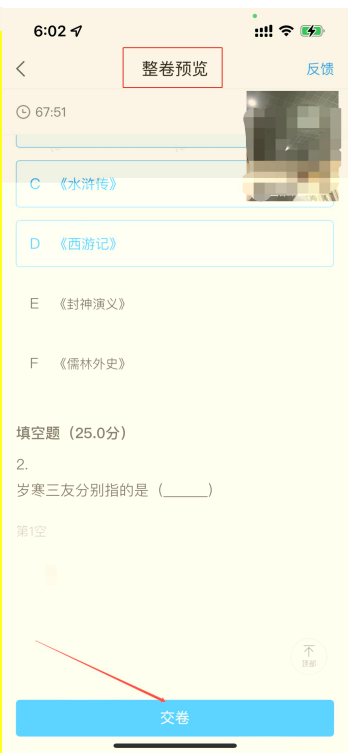 6:02
整卷预览
反馈
67:51
C 《水浒传》
D 《西游记》
E 《封神演义》
F 《儒林外史》
填空题（25.0分）
2.
岁寒三友分别指的是（______）
第1空
顶部
交卷